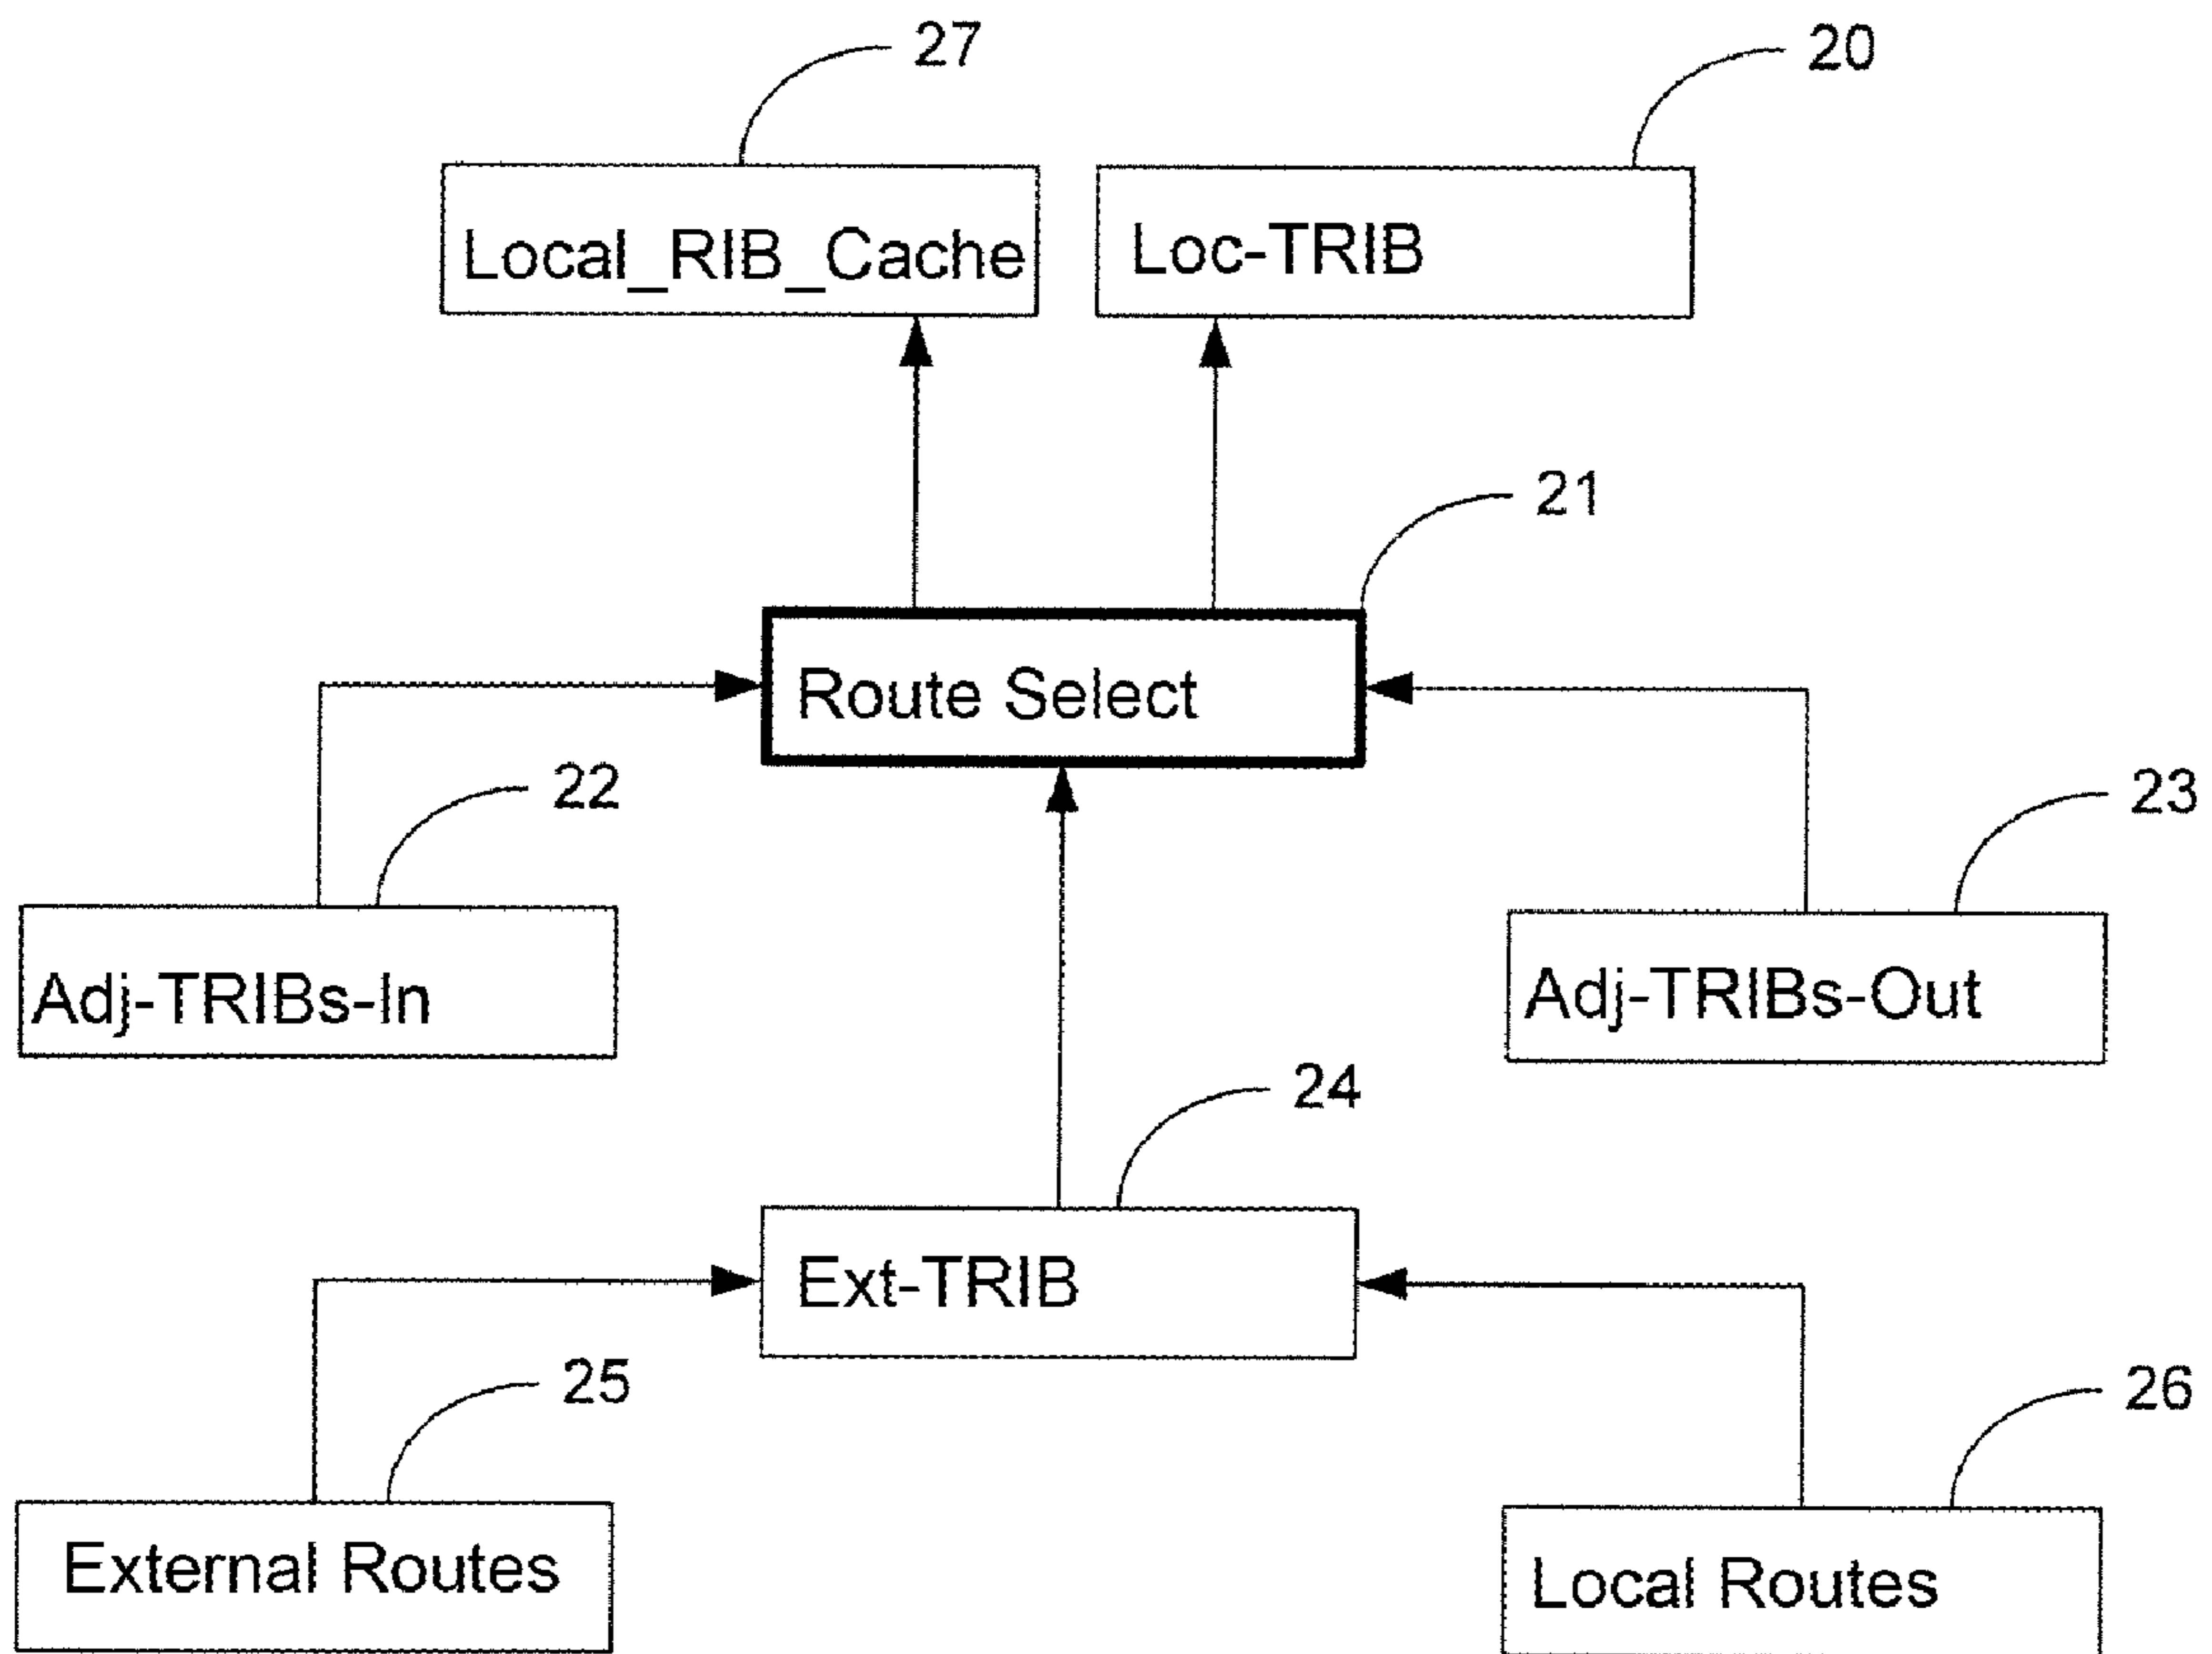 27
20
Local_RIB_Cache
Loc-TRIB
21
Route Select
22
23
Adj-TRIBs-In
Adj-TRIBs-Out
24
Ext-TRIB
25
26
External Routes
Local Routes